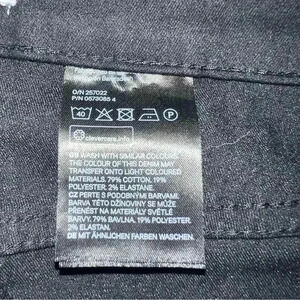 O/N 257022
P/N 0573085 4
40
P
clevercare.info
GB WASH WITH SIMILAR COLOURS.
THE COLOUR OF THIS DENIM MAY
TRANSFER ONTO LIGHT-COLOURED
MATERIALS. 79% COTTON, 19%
POLYESTER, 2% ELASTANE.
CZ PERTE S PODOBNÝMI BARVAMI.
BARVA TÉTO DŽÍNOVINY SE MŮŽE
PŘENÉST NA MATERIÁLY SVĚTLÉ
BARVY. 79% BAVLNA, 19% POLYESTER,
2% ELASTAN.
DE MIT ÄHNLICHEN FARBEN WASCHEN.